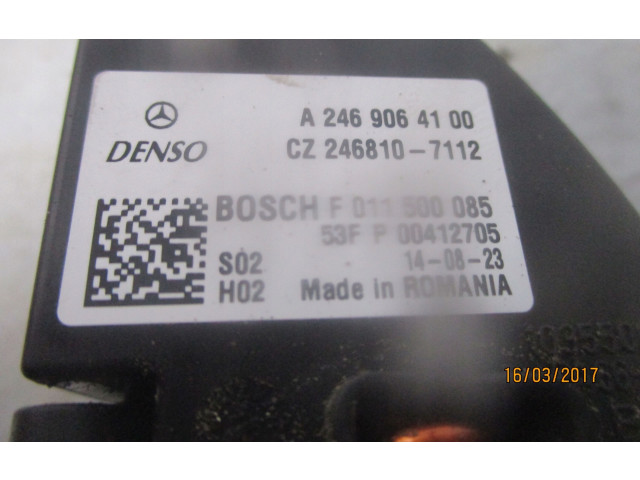 A 246 906 41 00
DENSO CZ 246810-7112
BOSCH F 011 500 085
53F P 00412705
S02 14-08-23
H02 Made in ROMANIA
16/03/2017